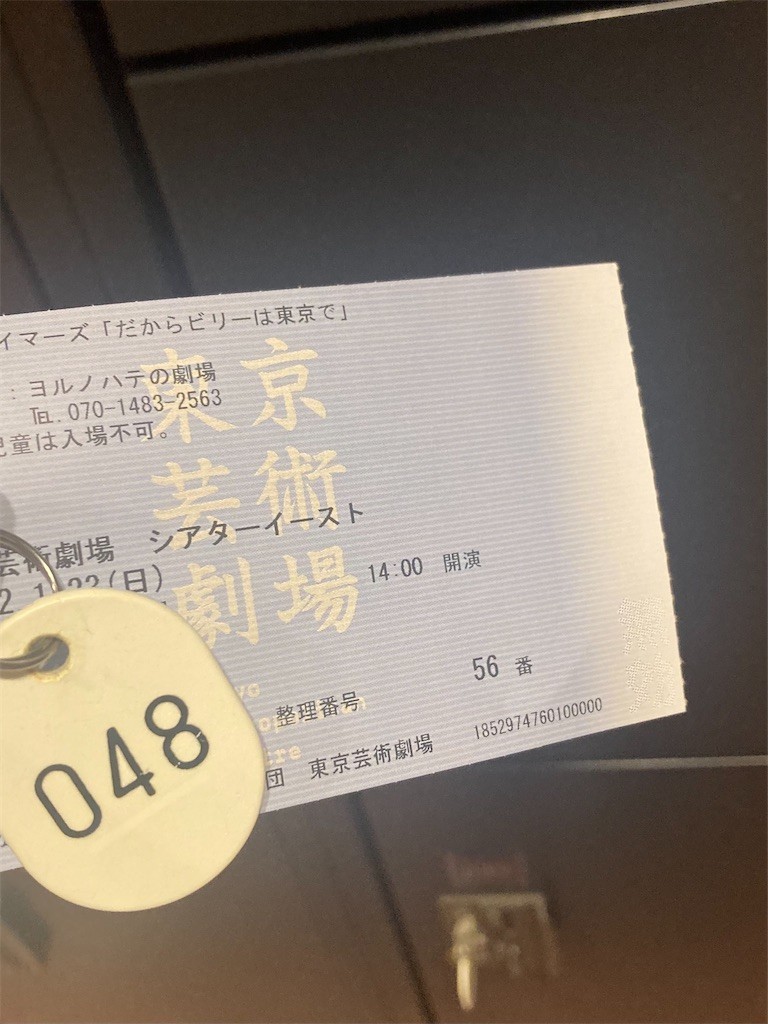 イマーズ「だからビリーは東京で」
：ヨルノハテの劇場
℡.070-1483-2563
児童は入場不可。
東京
芸術
劇場
芸術劇場 シアターイースト
(日) 14:00 開演
整理番号 56 番
団 東京芸術劇場 1852974760100000
048